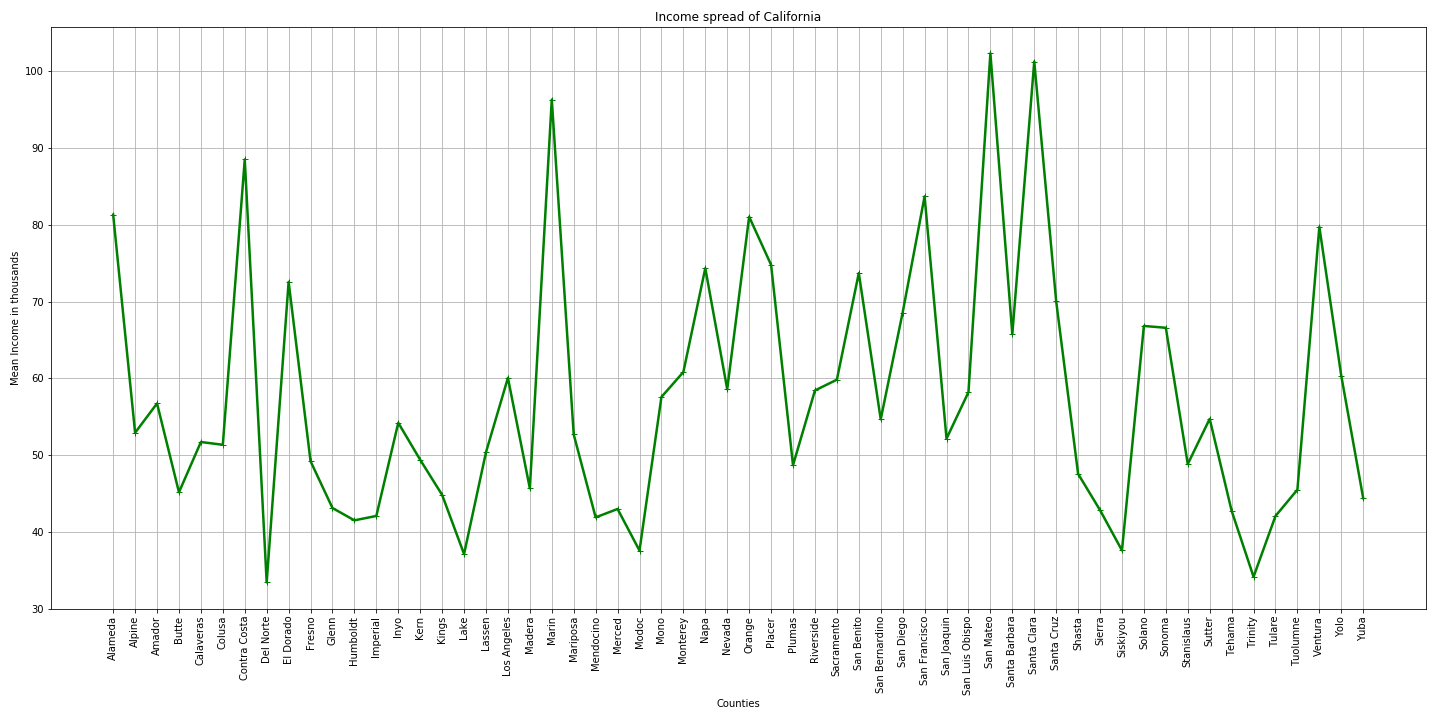 Income spread of California
Mean Income in thousands
100
90
80
70
60
50
40
30
Alameda
Alpine
Amador
Butte
Calaveras
Colusa
Contra Costa
Del Norte
El Dorado
Fresno
Glenn
Humboldt
Imperial
Inyo
Kern
Kings
Lake
Lassen
Los Angeles
Madera
Marin
Mariposa
Mendocino
Merced
Modoc
Mono
Monterey
Napa
Nevada
Orange
Placer
Plumas
Riverside
Sacramento
San Benito
San Bernardino
San Diego
San Francisco
San Joaquin
San Luis Obispo
San Mateo
Santa Barbara
Santa Clara
Santa Cruz
Shasta
Sierra
Siskiyou
Solano
Sonoma
Stanislaus
Sutter
Tehama
Trinity
Tulare
Tuolumne
Ventura
Yolo
Yuba
Counties